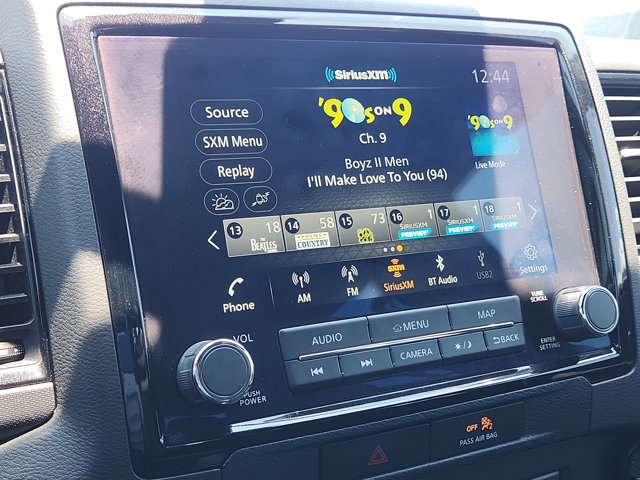 SiriusXM
12:44
Source
'90s ON 9
'90s ON 9
Ch. 9
SXM Menu
Live Mode
Boyz II Men
Replay
I'll Make Love To You (94)
13 18 THE BEATLES
14 58 PRIME COUNTRY
15 73
16 1 SIRIUSXM PREVIEW
17 1 SIRIUSXM PREVIEW
18 1 SIRIUSXM PREVIEW
Phone
AM
FM
SXM
SiriusXM
BT Audio
USB2
Settings
VOL
PUSH POWER
AUDIO
MENU
MAP
CAMERA
BACK
TUNE SCROLL
ENTER SETTING
OFF 2
PASS AIR BAG